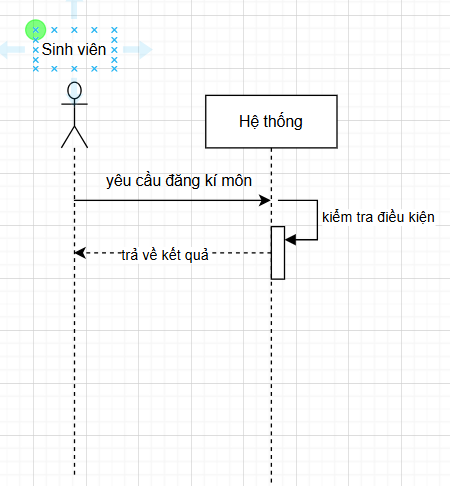 Sinh viên
Hệ thống
yêu cầu đăng kí môn
kiểm tra điều kiện
trả về kết quả